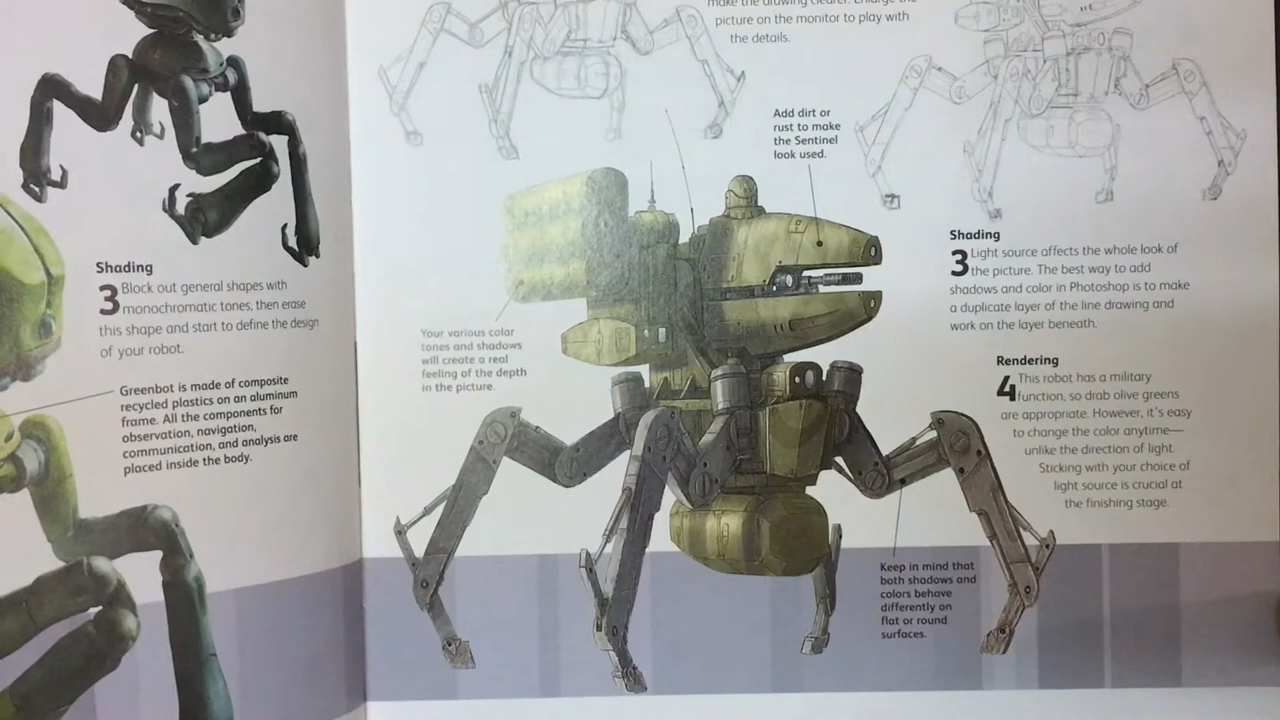 Shading
3 Block out general shapes with
monochromatic tones, then erase
this shape and start to define the design
of your robot.
Greenbot is made of composite
recycled plastics on an aluminum
frame. All the components for
observation, navigation,
communication, and analysis are
placed inside the body.
make the drawing clearer. Enlarge the
picture on the monitor to play with
the details.
Add dirt or
rust to make
the Sentinel
look used.
Your various color
tones and shadows
will create a real
feeling of the depth
in the picture.
Shading
3 Light source affects the whole look of
the picture. The best way to add
shadows and color in Photoshop is to make
a duplicate layer of the line drawing and
work on the layer beneath.
Rendering
4 This robot has a military
function, so drab olive greens
are appropriate. However, it's easy
to change the color anytime—
unlike the direction of light.
Sticking with your choice of
light source is crucial at
the finishing stage.
Keep in mind that
both shadows and
colors behave
differently on
flat or round
surfaces.